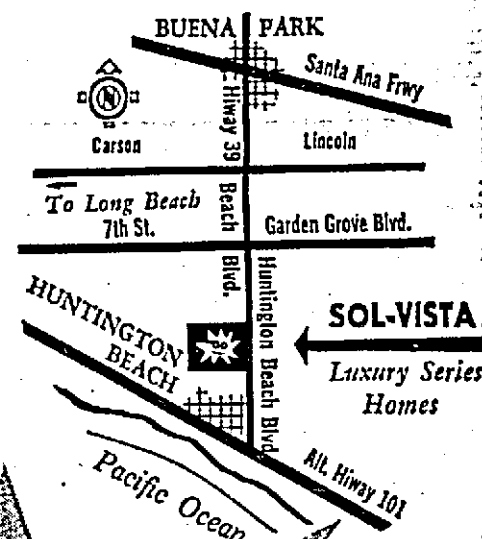 BUENA PARK
Santa Ana Frwy
N
Hiway 39
Carson
Lincoln
To Long Beach
7th St.
Beach Blvd.
Garden Grove Blvd.
Huntington Beach Blvd.
HUNTINGTON
BEACH
SOL-VISTA
Luxury Series
Homes
Alt. Hiway 101
Pacific Ocean